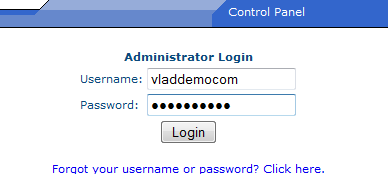 Control Panel
Administrator Login
Username: vladdemocom
Password: ●●●●●●●●●●
Login
Forgot your username or password? Click here.